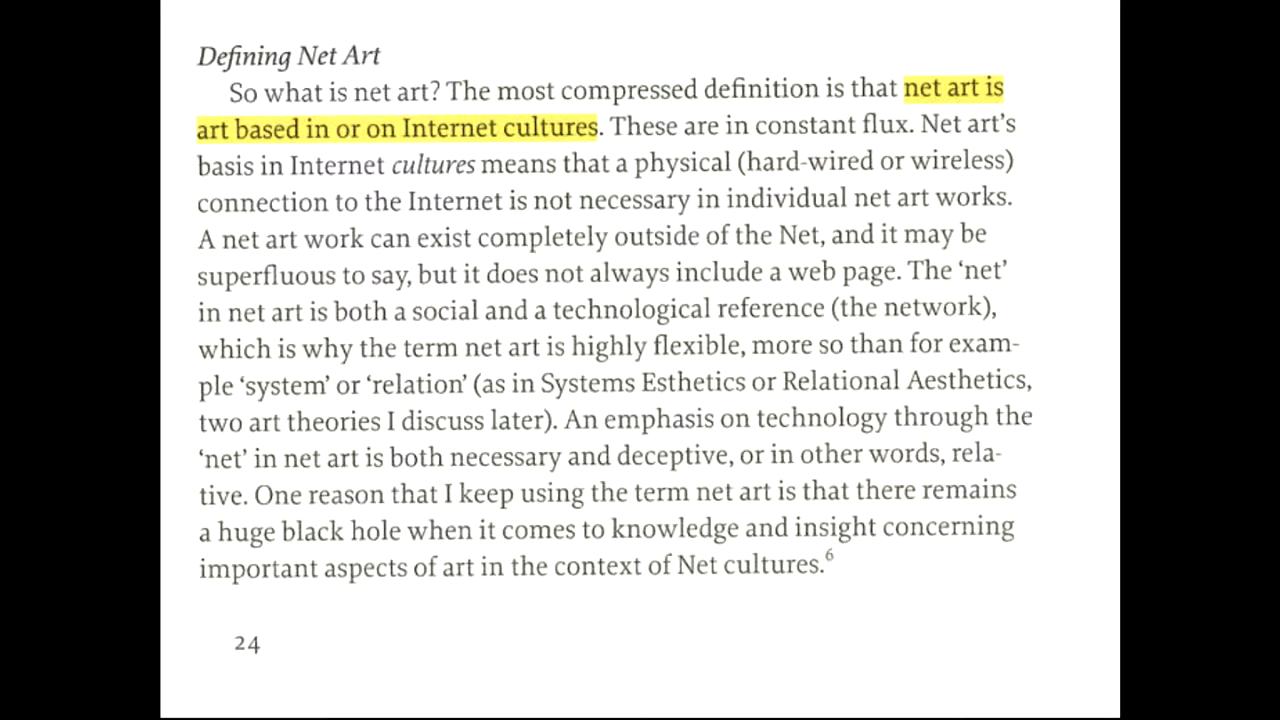 Defining Net Art
So what is net art? The most compressed definition is that net art is
art based in or on Internet cultures. These are in constant flux. Net art’s
basis in Internet cultures means that a physical (hard-wired or wireless)
connection to the Internet is not necessary in individual net art works.
A net art work can exist completely outside of the Net, and it may be
superfluous to say, but it does not always include a web page. The ‘net’
in net art is both a social and a technological reference (the network),
which is why the term net art is highly flexible, more so than for exam-
ple ‘system’ or ‘relation’ (as in Systems Esthetics or Relational Aesthetics,
two art theories I discuss later). An emphasis on technology through the
‘net’ in net art is both necessary and deceptive, or in other words, rela-
tive. One reason that I keep using the term net art is that there remains
a huge black hole when it comes to knowledge and insight concerning
important aspects of art in the context of Net cultures.6
24